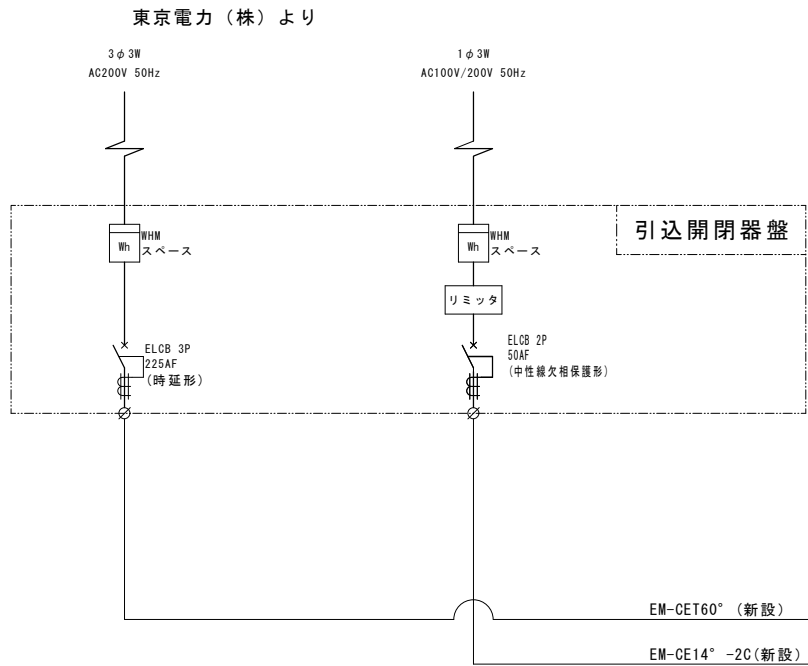 東京電力（株）より
3φ3W
AC200V 50Hz
1φ3W
AC100V/200V 50Hz
引込開閉器盤
Wh
WHM
スペース
Wh
WHM
スペース
リミッタ
ELCB 3P
225AF
(時延形)
ELCB 2P
50AF
(中性線欠相保護形)
EM-CET60°(新設)
EM-CE14°-2C(新設)